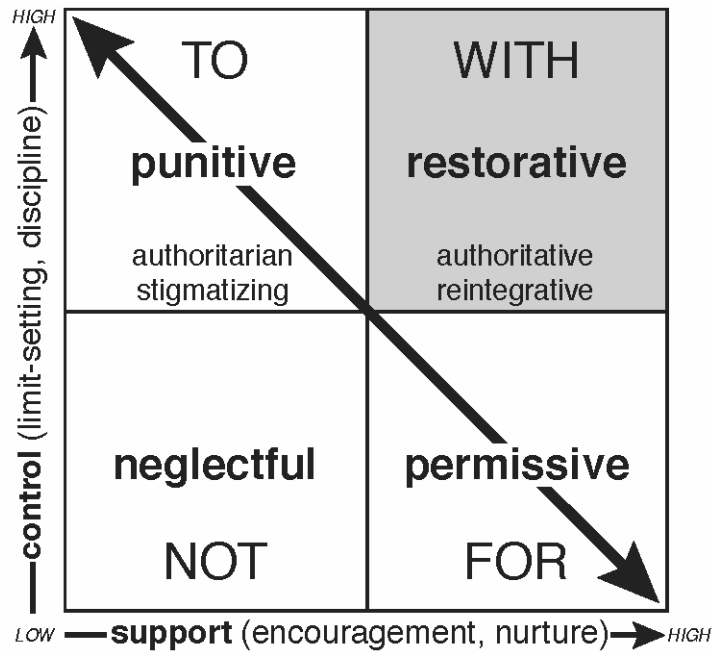 HIGH
TO
WITH
punitive
restorative
authoritarian
stigmatizing
authoritative
reintegrative
control (limit-setting, discipline)
neglectful
permissive
NOT
FOR
LOW
support (encouragement, nurture)
HIGH